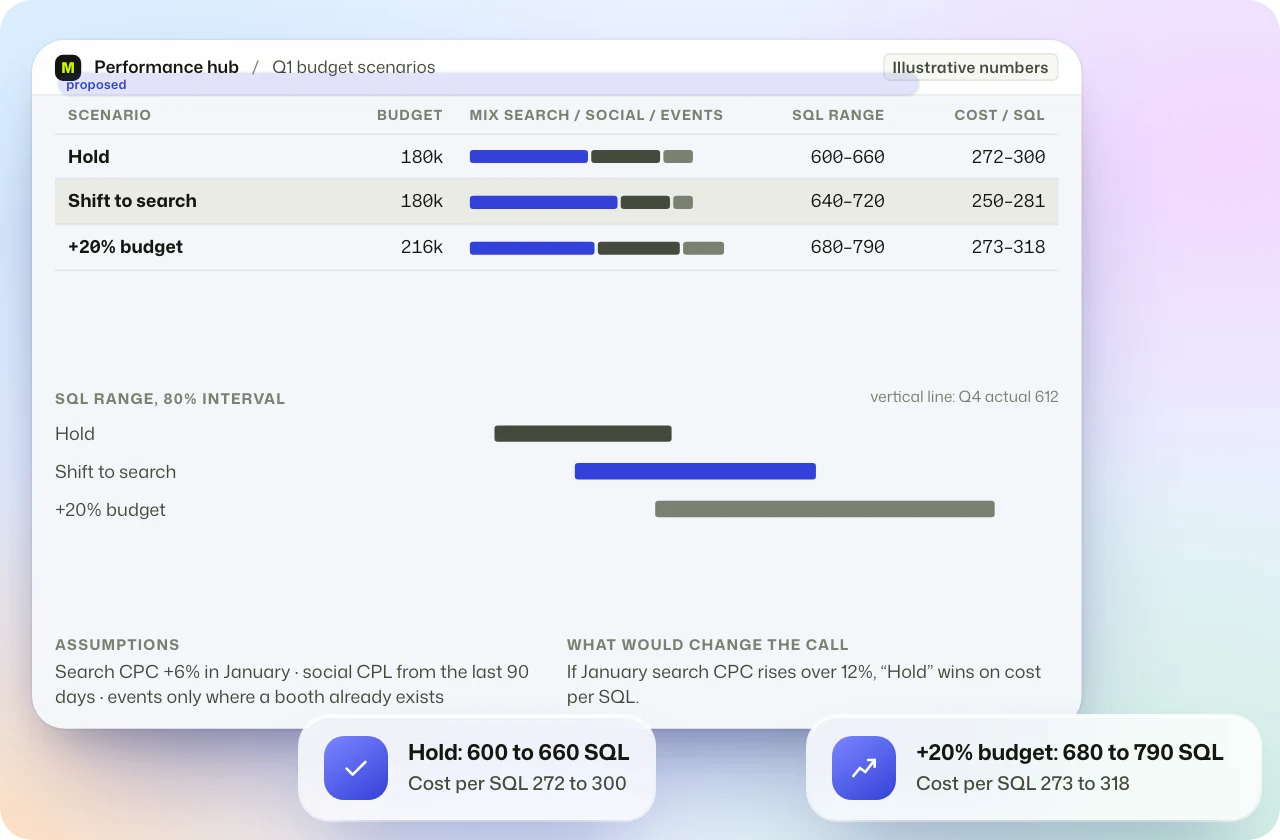 M Performance hub / Q1 budget scenarios Illustrative numbers
proposed
SCENARIO BUDGET MIX SEARCH / SOCIAL / EVENTS SQL RANGE COST / SQL
Hold 180k 600–660 272–300
Shift to search 180k 640–720 250–281
+20% budget 216k 680–790 273–318
SQL RANGE, 80% INTERVAL vertical line: Q4 actual 612
Hold
Shift to search
+20% budget
ASSUMPTIONS
Search CPC +6% in January · social CPL from the last 90
days · events only where a booth already exists
WHAT WOULD CHANGE THE CALL
If January search CPC rises over 12%, “Hold” wins on cost
per SQL.
Hold: 600 to 660 SQL
Cost per SQL 272 to 300
+20% budget: 680 to 790 SQL
Cost per SQL 273 to 318